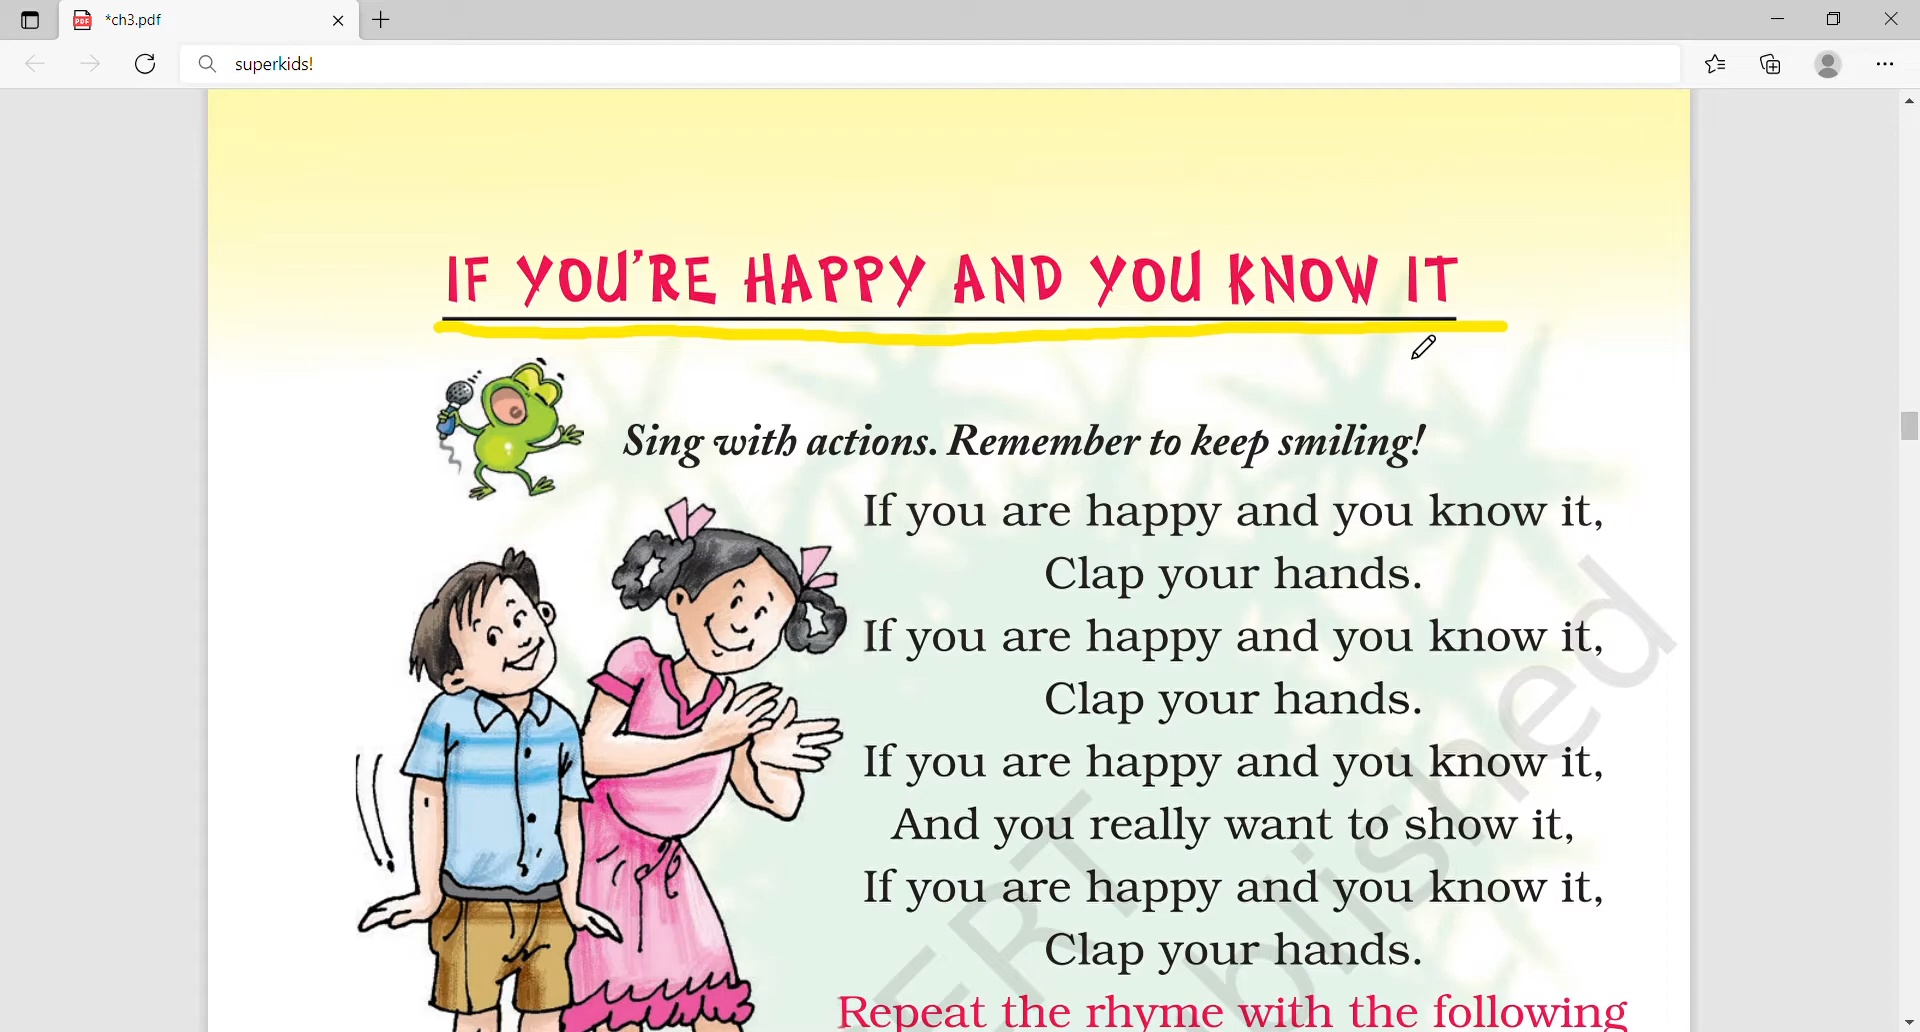 *ch3.pdf
superkids!
IF YOU'RE HAPPY AND YOU KNOW IT
Sing with actions. Remember to keep smiling!
If you are happy and you know it,
Clap your hands.
If you are happy and you know it,
Clap your hands.
If you are happy and you know it,
And you really want to show it,
If you are happy and you know it,
Clap your hands.
Repeat the rhyme with the following